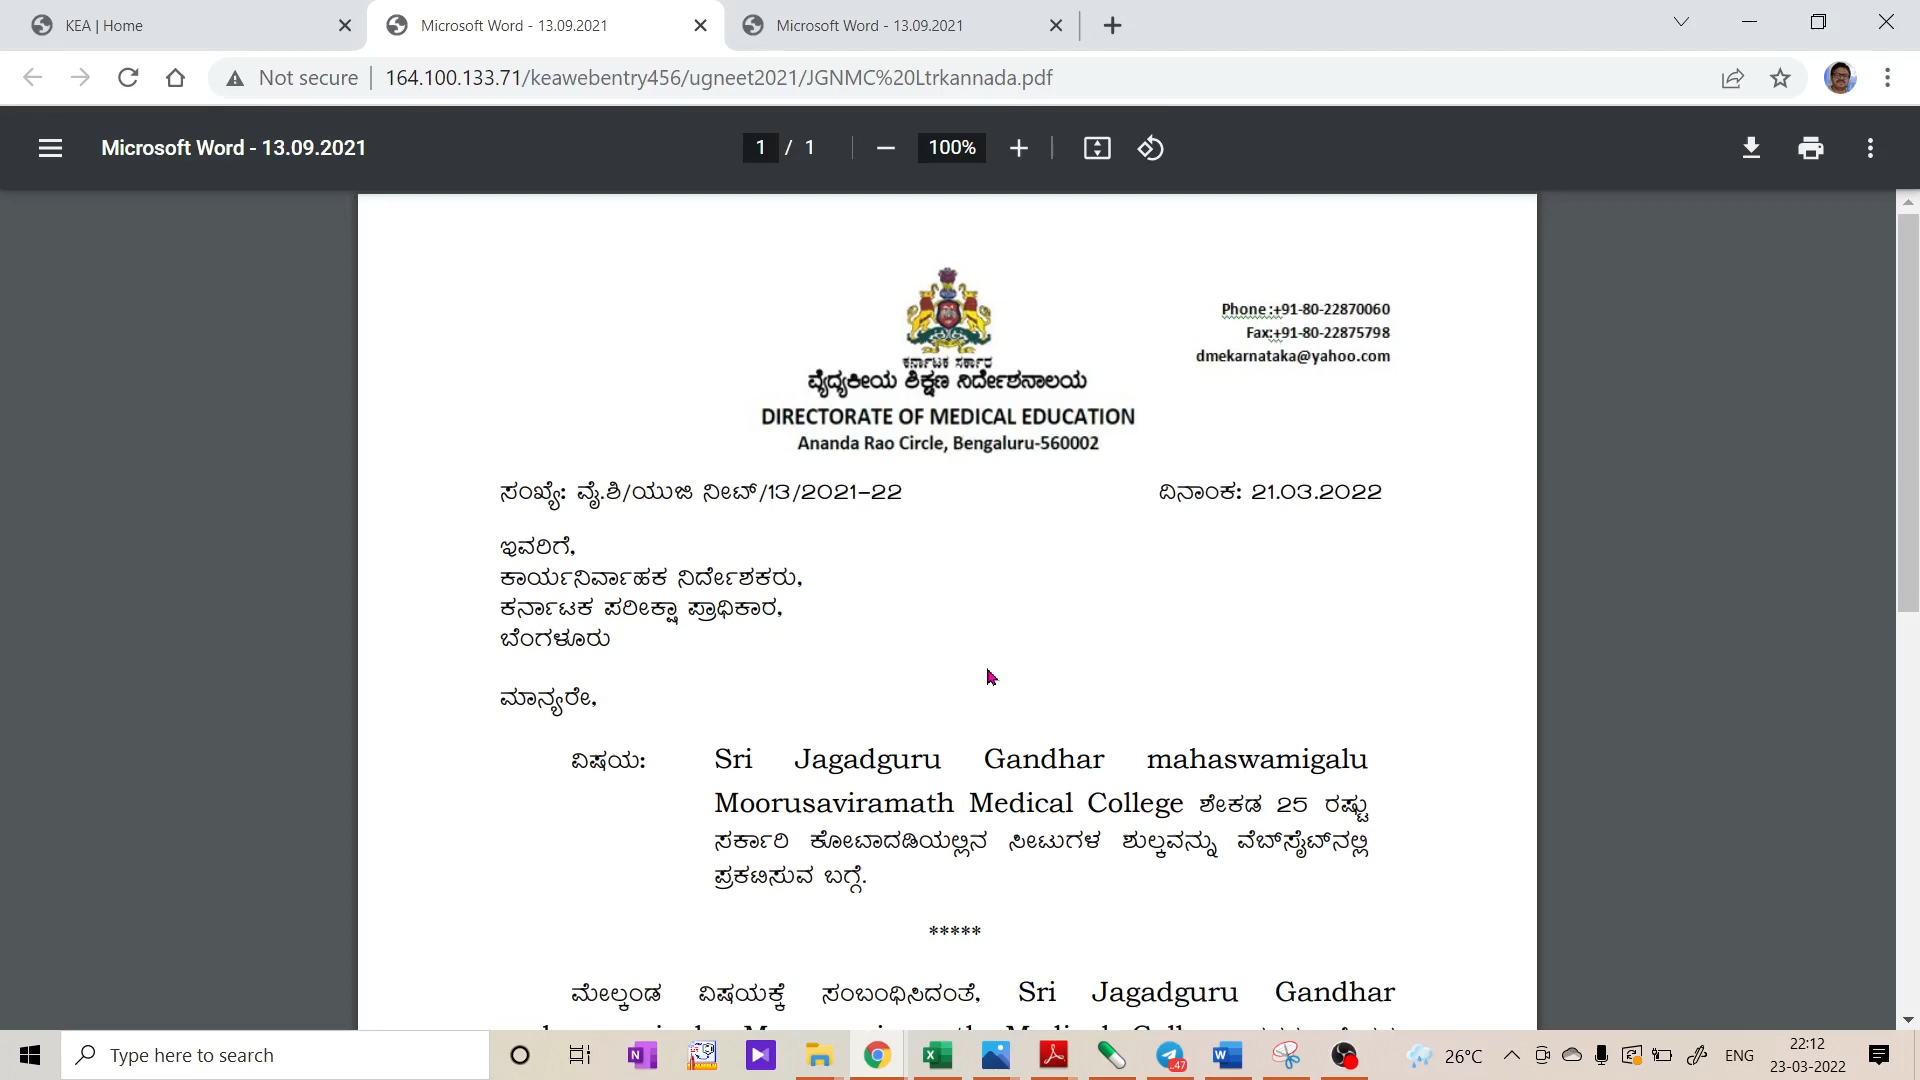 KEA | Home
Microsoft Word - 13.09.2021
Microsoft Word - 13.09.2021
Not secure
164.100.133.71/keawebentry456/ugneet2021/JGNMC%20Ltrkannada.pdf
Microsoft Word - 13.09.2021
1 / 1
100%
Phone :+91-80-22870060
Fax:+91-80-22875798
dmekarnataka@yahoo.com
ಕರ್ನಾಟಕ ಸರ್ಕಾರ
ವೈದ್ಯಕೀಯ ಶಿಕ್ಷಣ ನಿರ್ದೇಶನಾಲಯ
DIRECTORATE OF MEDICAL EDUCATION
Ananda Rao Circle, Bengaluru-560002
ಸಂಖ್ಯೆ: ವೈ.ಶಿ/ಯುಜಿ ನೀಟ್/13/2021-22
ದಿನಾಂಕ: 21.03.2022
ಇವರಿಗೆ,
ಕಾರ್ಯನಿರ್ವಾಹಕ ನಿರ್ದೇಶಕರು,
ಕರ್ನಾಟಕ ಪರೀಕ್ಷಾ ಪ್ರಾಧಿಕಾರ,
ಬೆಂಗಳೂರು
ಮಾನ್ಯರೇ,
ವಿಷಯ: Sri Jagadguru Gandhar mahaswamigalu
Moorusaviramath Medical College ಶೇಕಡ 25 ರಷ್ಟು
ಸರ್ಕಾರಿ ಕೋಟಾದಡಿಯಲ್ಲಿನ ಸೀಟುಗಳ ಶುಲ್ಕವನ್ನು ವೆಬ್‌ಸೈಟ್‌ನಲ್ಲಿ
ಪ್ರಕಟಿಸುವ ಬಗ್ಗೆ.
*****
ಮೇಲ್ಕಂಡ ವಿಷಯಕ್ಕೆ ಸಂಬಂಧಿಸಿದಂತೆ, Sri Jagadguru Gandhar
Type here to search
47
26°C
ENG
22:12
23-03-2022